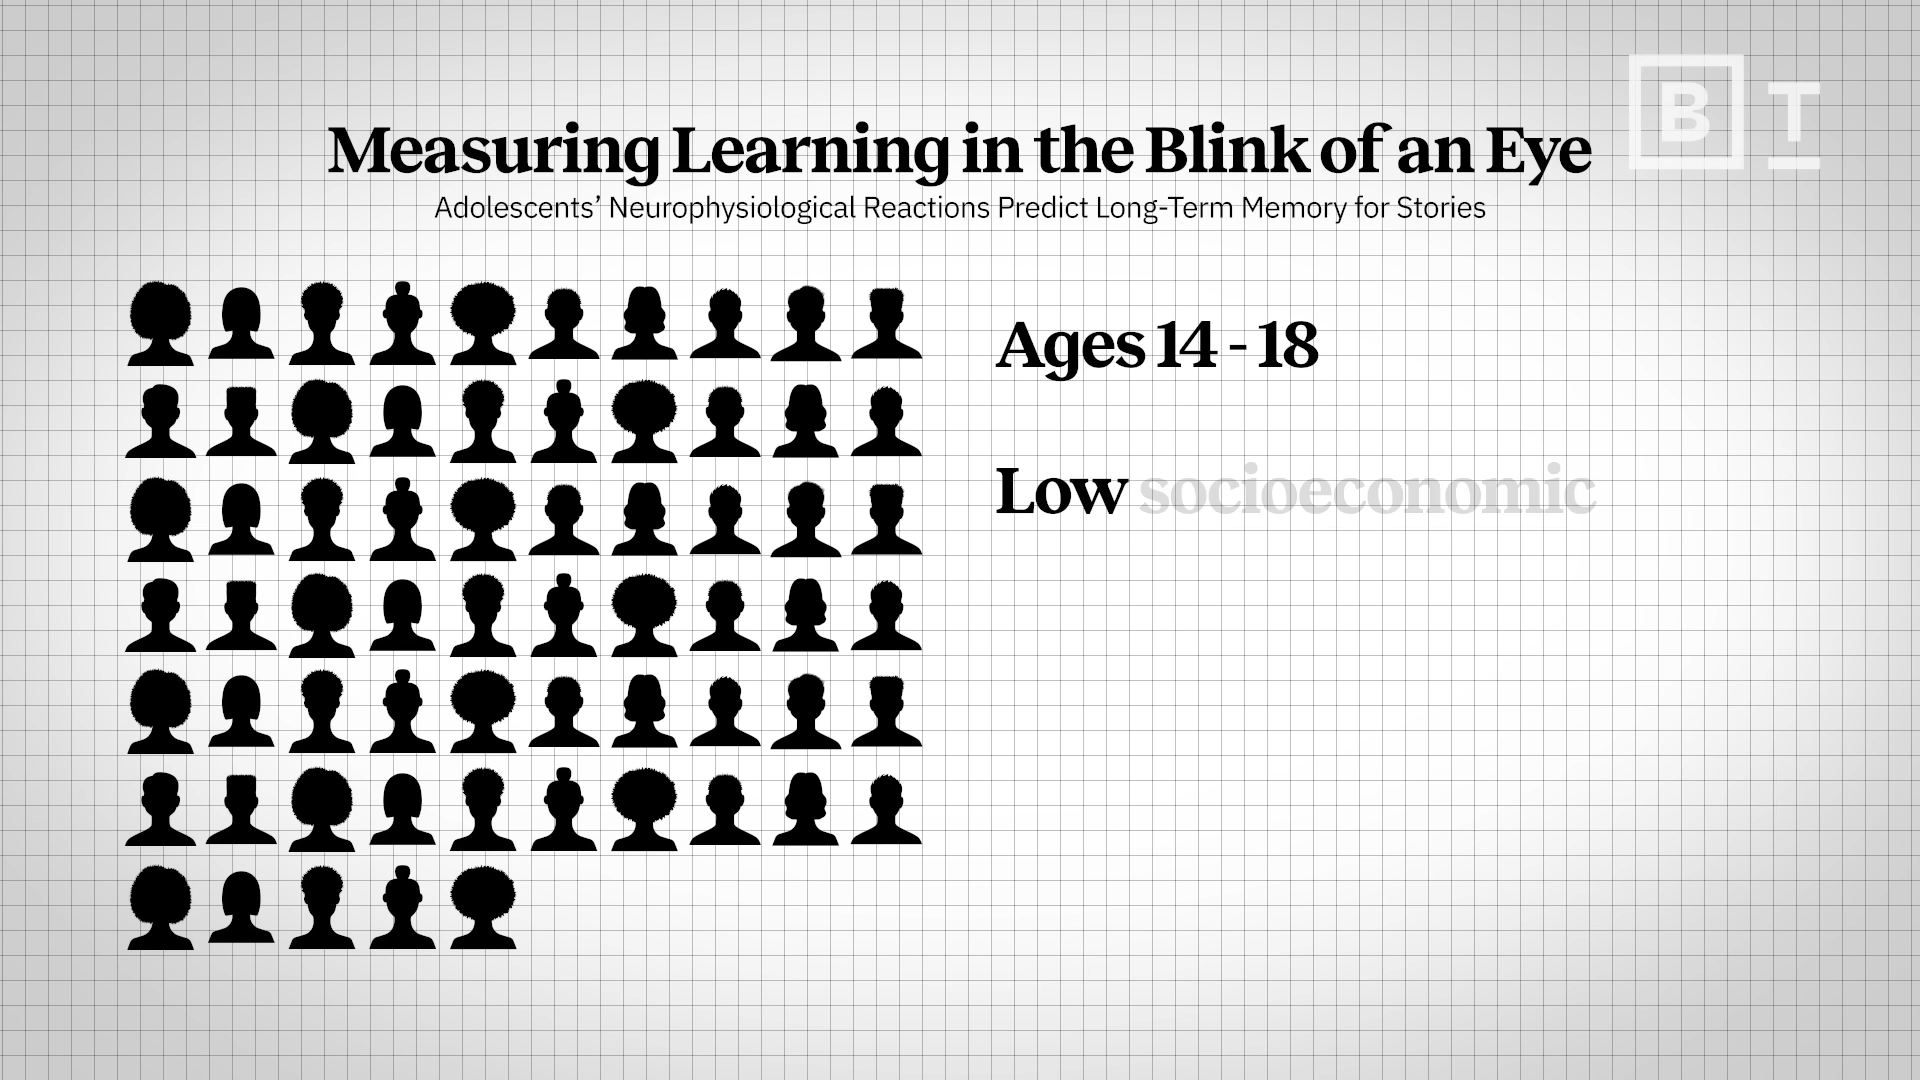 B T
Measuring Learning in the Blink of an Eye
Adolescents’ Neurophysiological Reactions Predict Long-Term Memory for Stories
Ages 14 - 18
Low socioeconomic